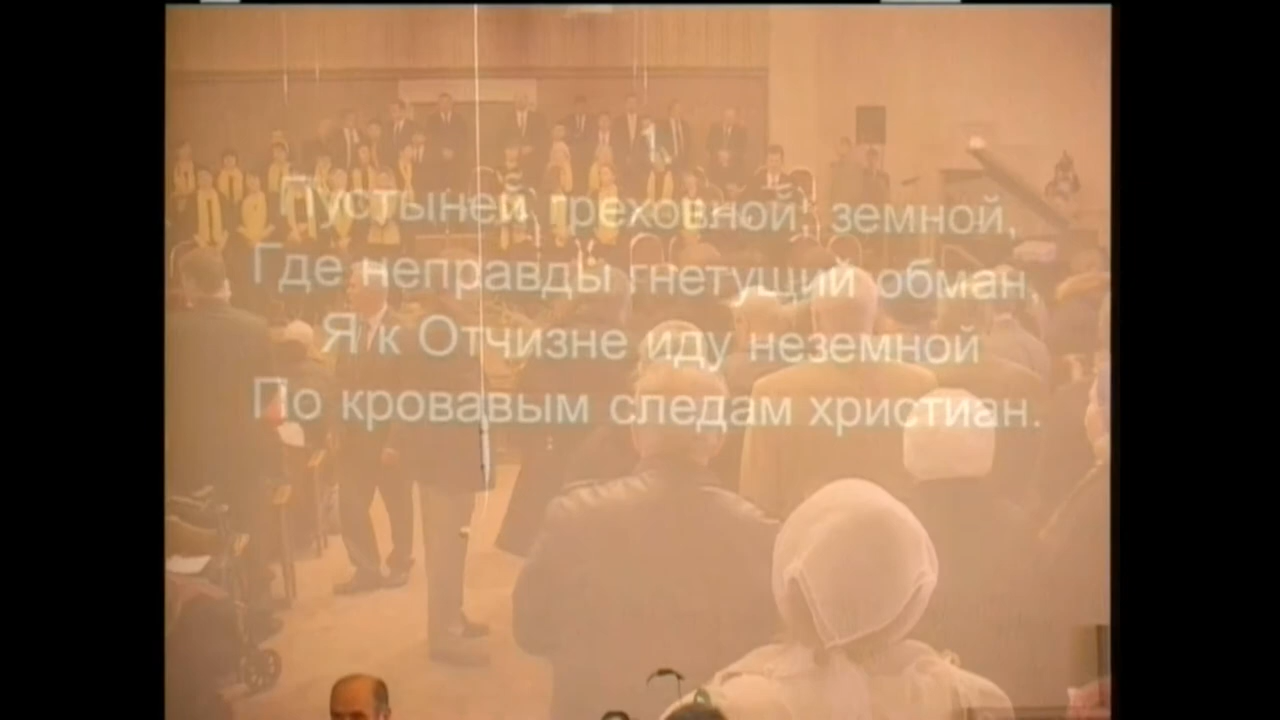 Пустыней греховной, земной,
Где неправды гнетущий обман
Я к Отчизне иду неземной
По кровавым следам христиан.